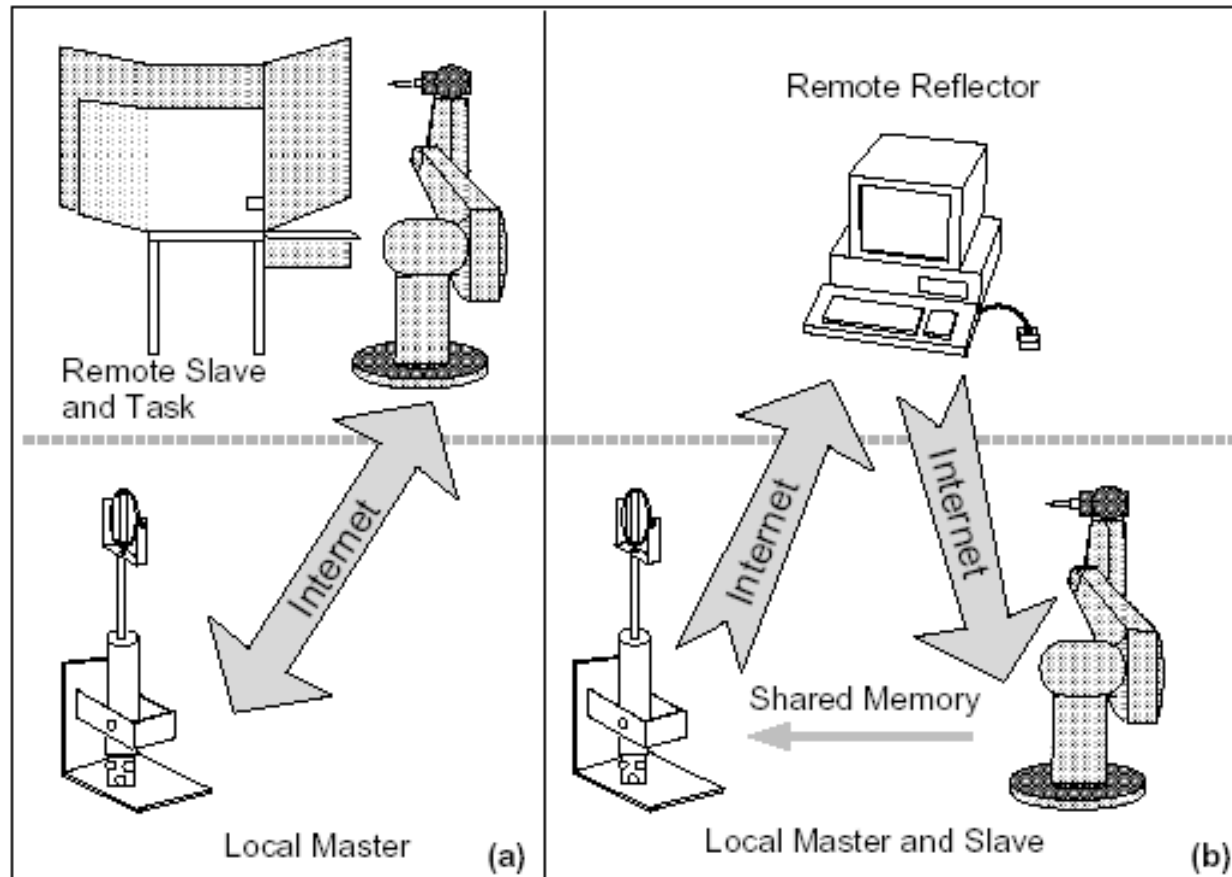 Remote Slave
and Task
Internet
Local Master
(a)
Remote Reflector
Internet
Internet
Shared Memory
Local Master and Slave
(b)